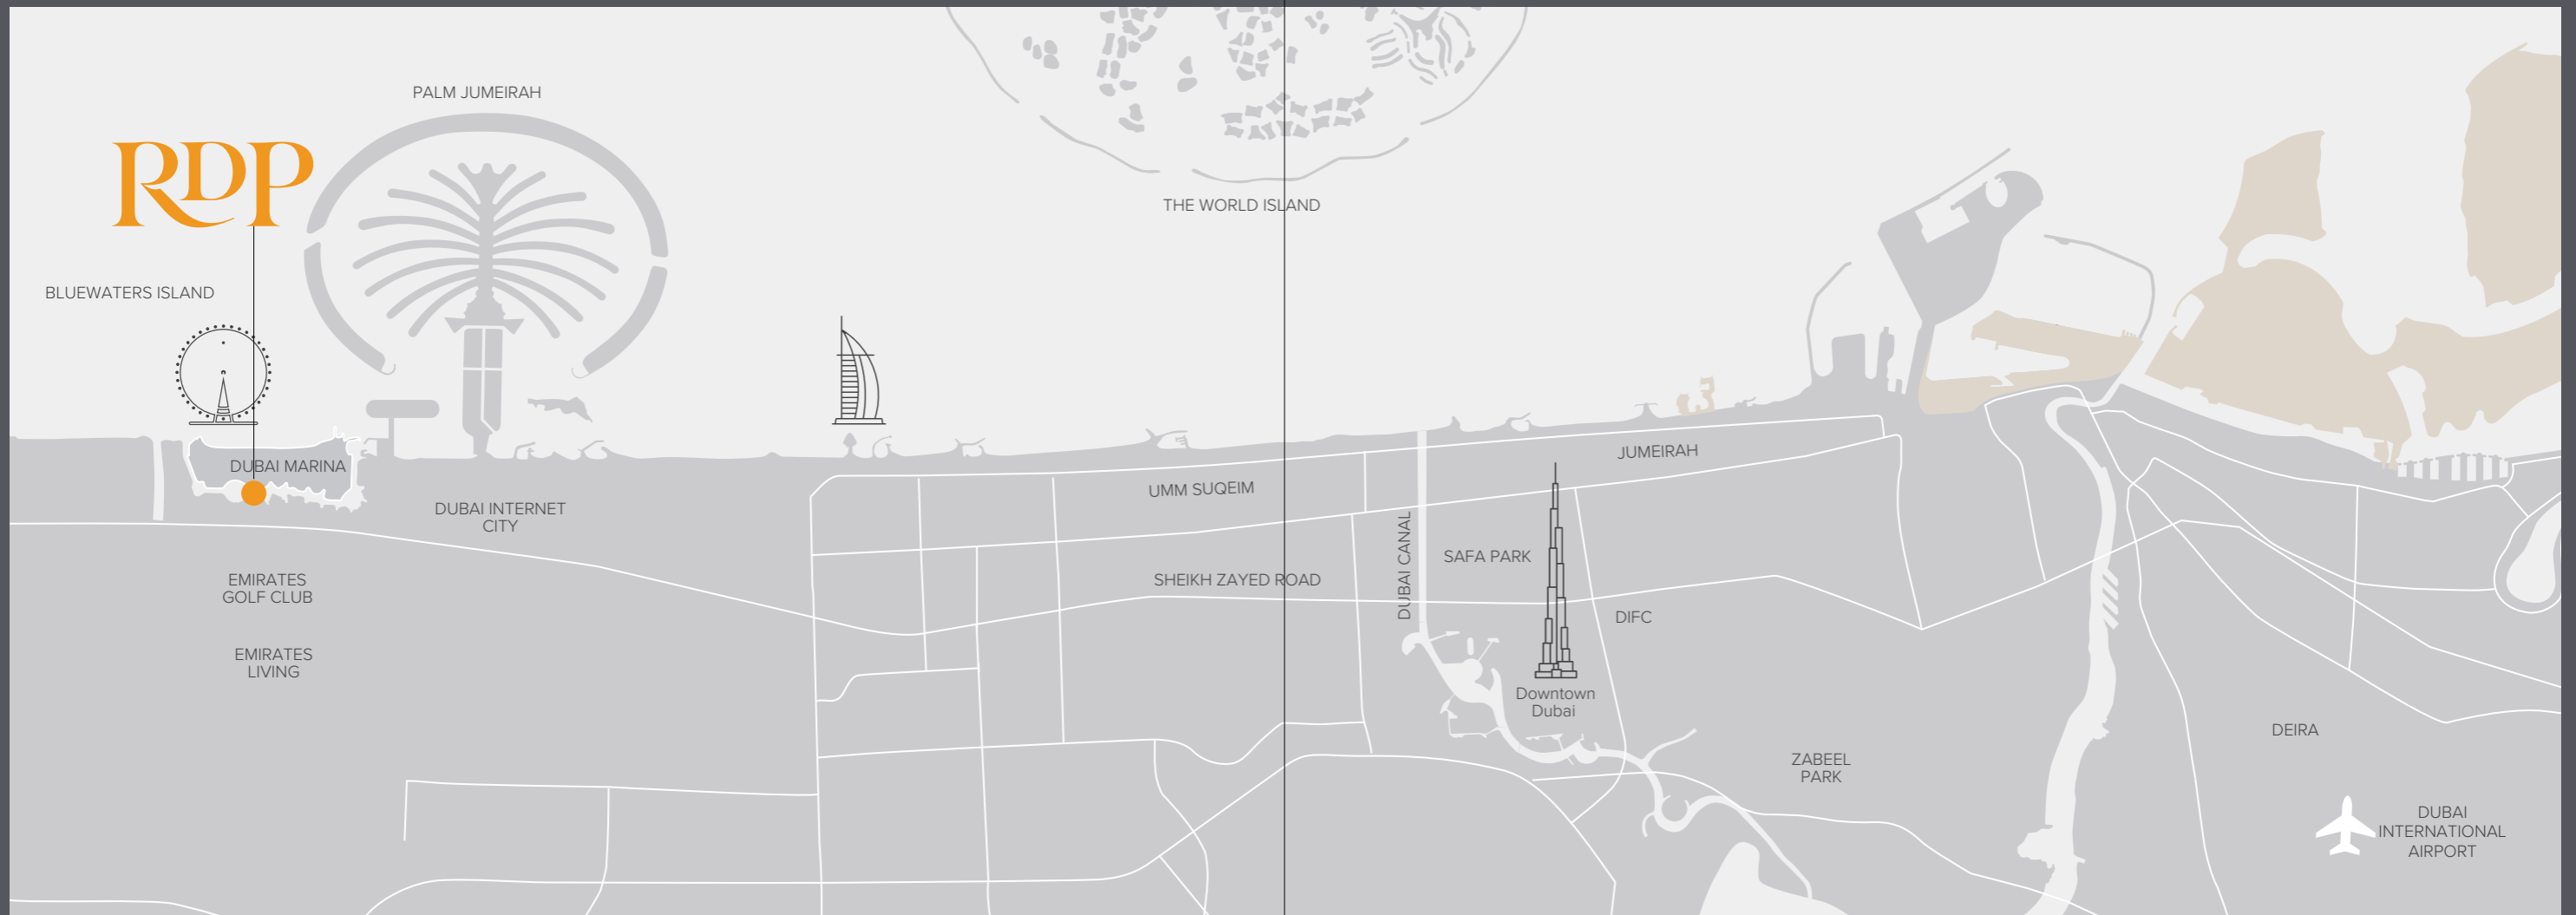 PALM JUMEIRAH
RDP
THE WORLD ISLAND
BLUEWATERS ISLAND
DUBAI MARINA
JUMEIRAH
UMM SUQEIM
DUBAI INTERNET
CITY
DUBAI CANAL
SAFA PARK
EMIRATES
GOLF CLUB
SHEIKH ZAYED ROAD
DIFC
EMIRATES
LIVING
Downtown
Dubai
DEIRA
ZABEEL
PARK
DUBAI
INTERNATIONAL
AIRPORT